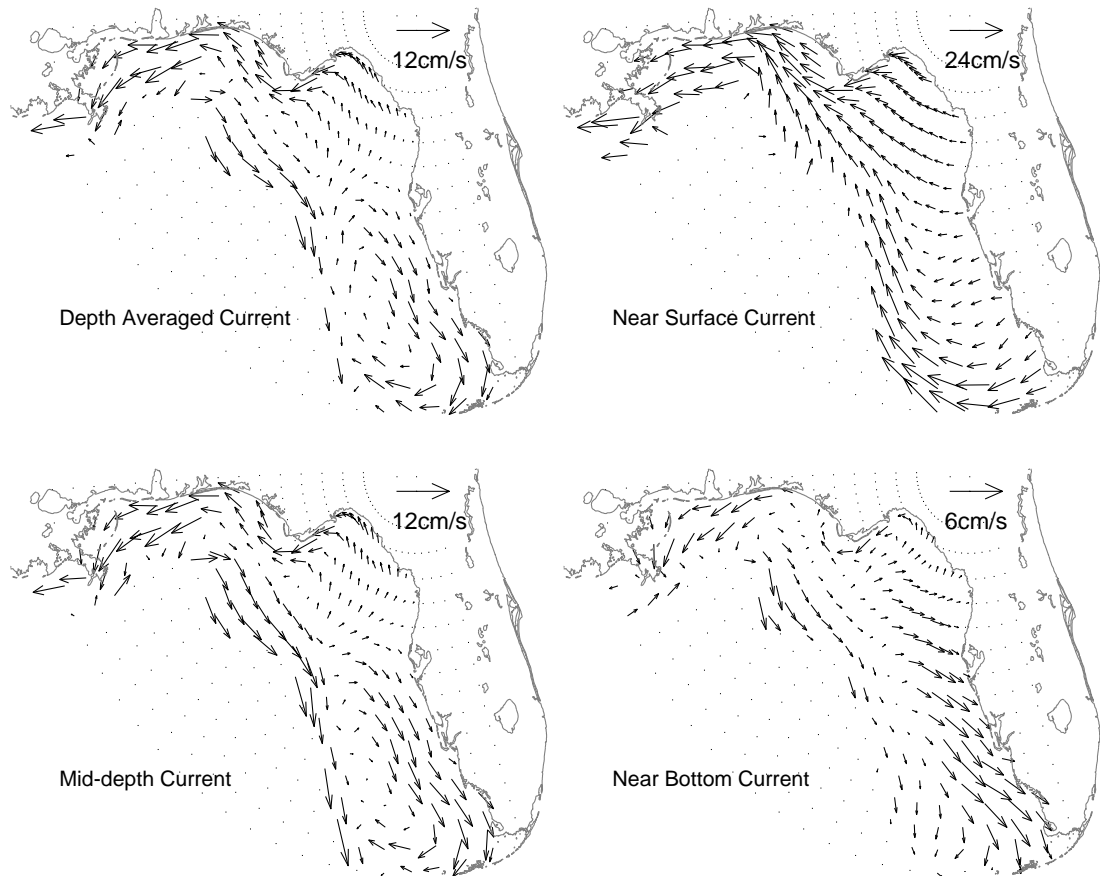 12cm/s
24cm/s
Depth Averaged Current
Near Surface Current
12cm/s
6cm/s
Mid-depth Current
Near Bottom Current